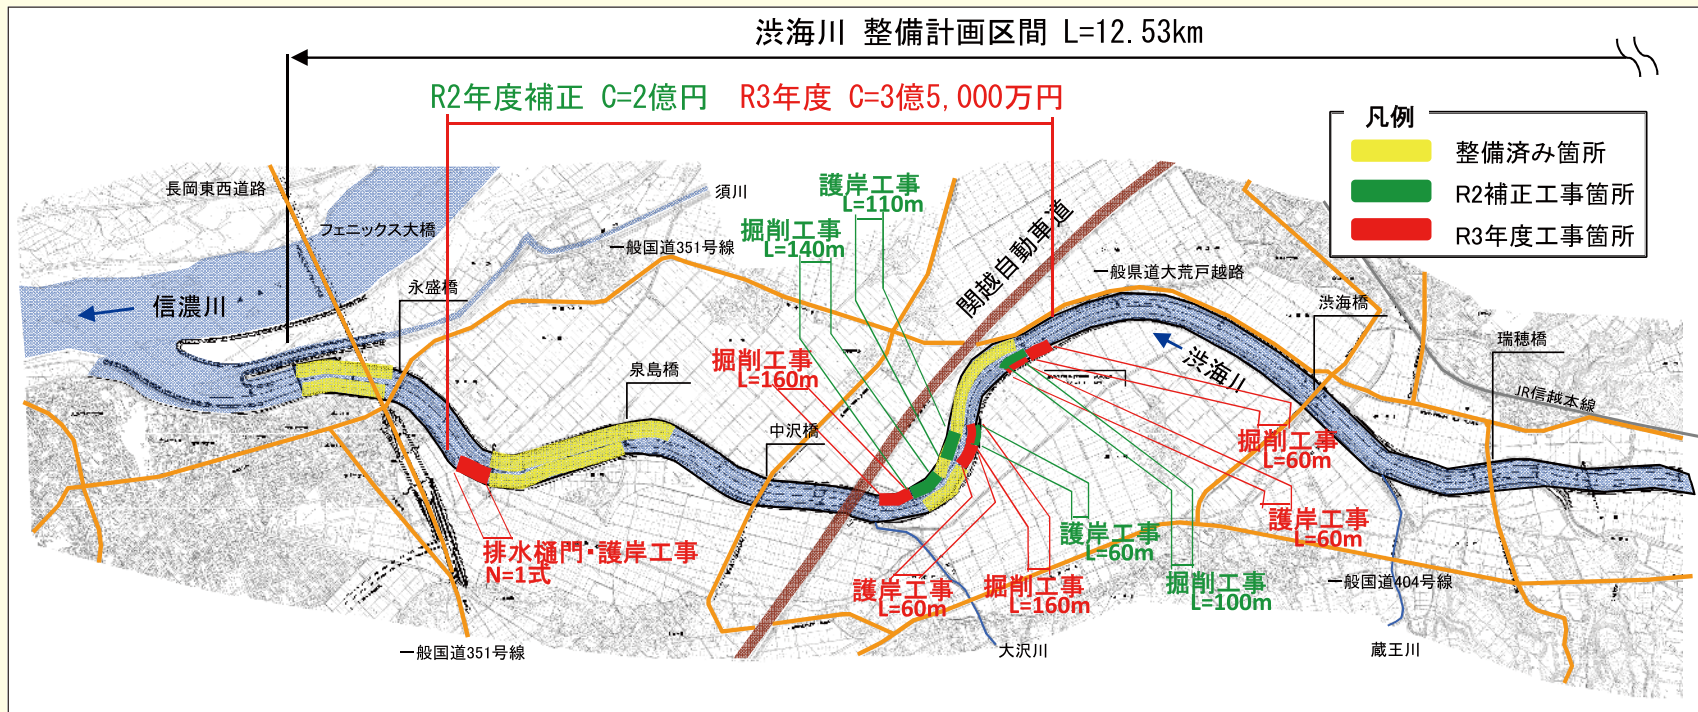 渋海川 整備計画区間 L=12.53km
R2年度補正 C=2億円 R3年度 C=3億5,000万円
凡例
整備済み箇所
R2補正工事箇所
R3年度工事箇所
長岡東西道路
フェニックス大橋
須川
一般国道351号線
信濃川
永盛橋
護岸工事
L=110m
掘削工事
L=140m
関越自動車道
一般県道大荒戸越路
渋海橋
瑞穂橋
渋海川
JR信越本線
掘削工事
L=160m
泉島橋
中沢橋
掘削工事
L=60m
護岸工事
L=60m
護岸工事
L=60m
排水樋門・護岸工事
N=1式
護岸工事
L=60m
掘削工事
L=160m
掘削工事
L=100m
一般国道404号線
一般国道351号線
大沢川
蔵王川